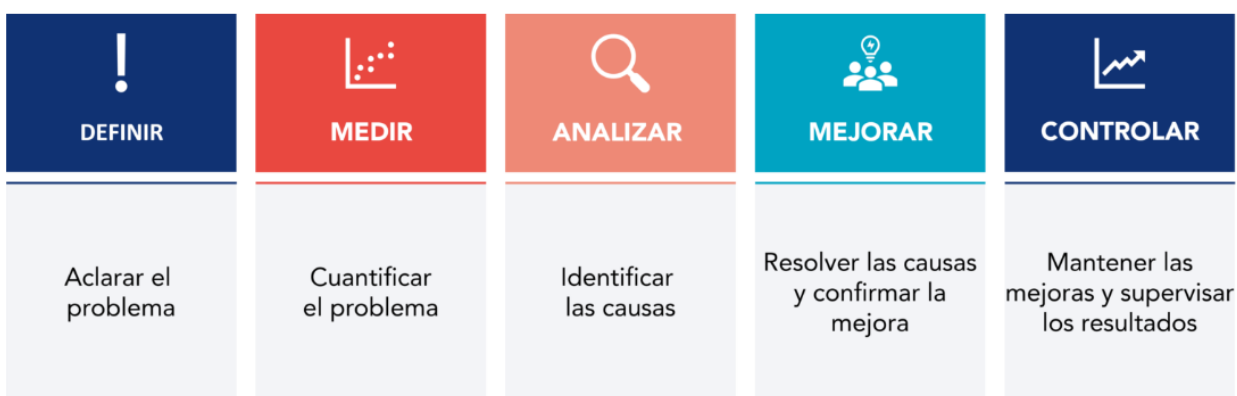 DEFINIR
Aclarar el
problema
MEDIR
Cuantificar
el problema
ANALIZAR
Identificar
las causas
MEJORAR
Resolver las causas
y confirmar la
mejora
CONTROLAR
Mantener las
mejoras y supervisar
los resultados